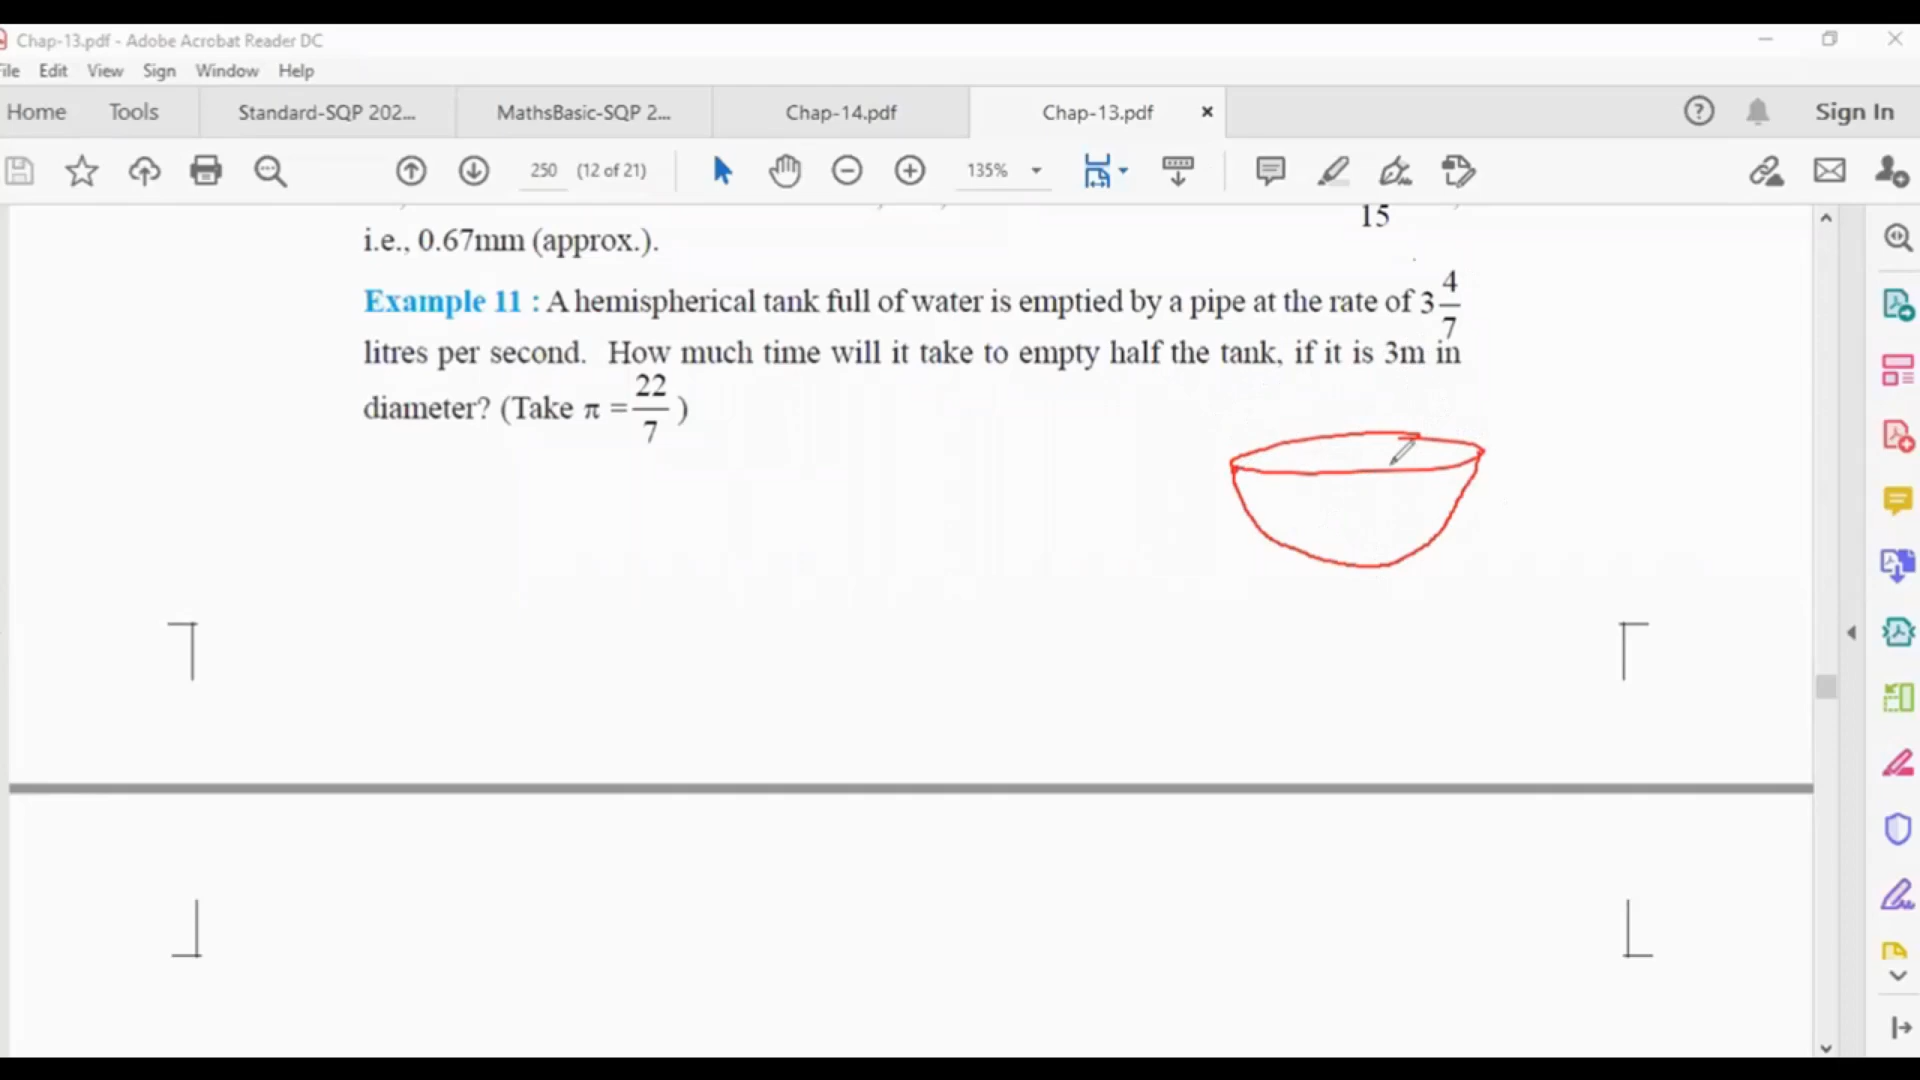 Chap-13.pdf - Adobe Acrobat Reader DC
File Edit View Sign Window Help
Home Tools Standard-SQP 202... MathsBasic-SQP 2... Chap-14.pdf Chap-13.pdf × Sign In
250 (12 of 21) 135%
15
i.e., 0.67mm (approx.).
Example 11 : A hemispherical tank full of water is emptied by a pipe at the rate of 3 4/7
litres per second. How much time will it take to empty half the tank, if it is 3m in
diameter? (Take π = 22/7 )